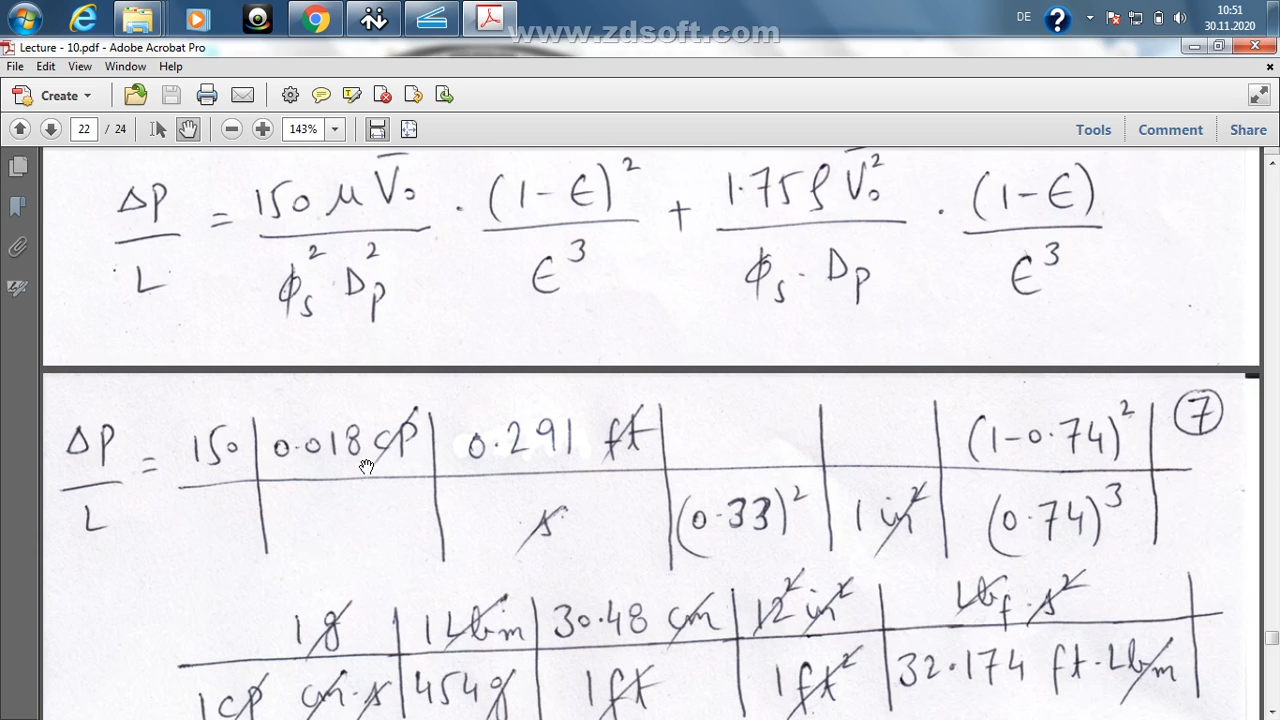 10:51
DE
30.11.2020
www.zdsoft.com
Lecture - 10.pdf - Adobe Acrobat Pro
File Edit View Window Help
Create
22 / 24 143% Tools Comment Share
ΔP/L = 150 μ V̄₀ / ϕₛ² Dₚ² · (1-ϵ)² / ϵ³ + 1.75 ρ V̄₀² / ϕₛ · Dₚ · (1-ϵ) / ϵ³
7
ΔP/L = 150 | 0.018 cp | 0.291 ft | | | (1-0.74)² |
| | s | (0.33)² | 1 in² | (0.74)³ |
1 g | 1 Lbm | 30.48 cm | 12² in² | Lbf · s² |
1 cp cm · s | 454 g | 1 ft | 1 ft² | 32.174 ft · Lbm |